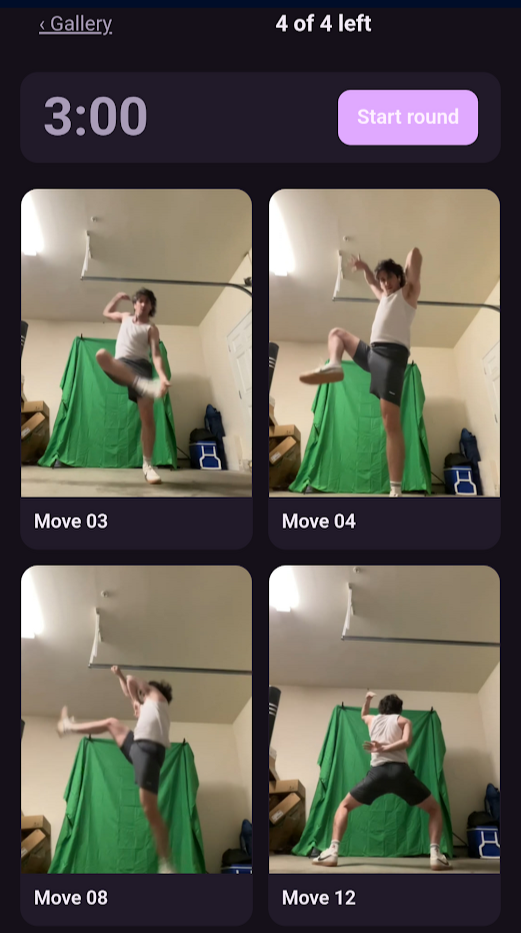 ‹ Gallery
4 of 4 left
3:00
Start round
Move 03
Move 04
Move 08
Move 12